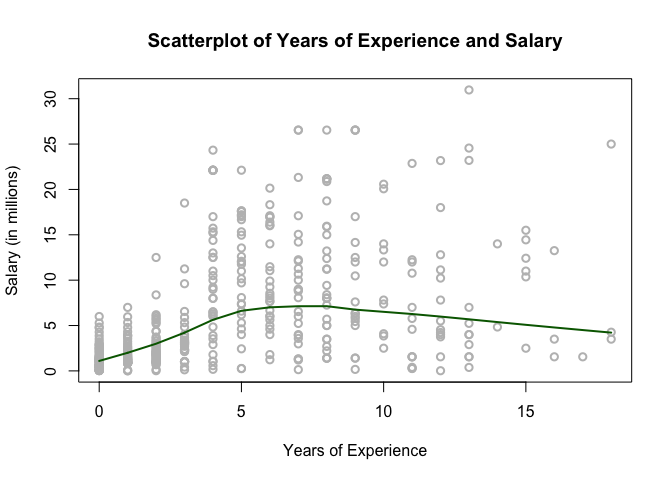 Scatterplot of Years of Experience and Salary
Salary (in millions)
30
25
20
15
10
5
0
0 5 10 15
Years of Experience